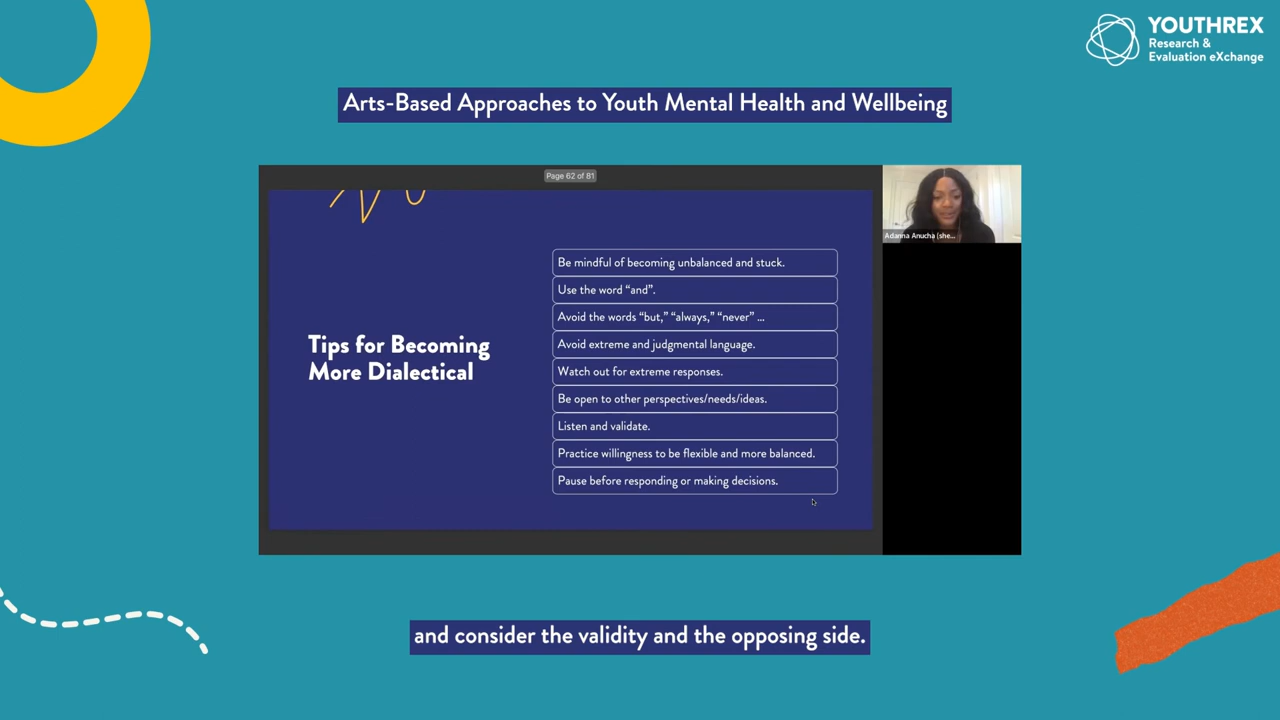 YOUTHREX
Research &
Evaluation eXchange
Arts-Based Approaches to Youth Mental Health and Wellbeing
Page 62 of 81
Adanna Anucha (she...
Tips for Becoming
More Dialectical
Be mindful of becoming unbalanced and stuck.
Use the word “and”.
Avoid the words “but,” “always,” “never” ...
Avoid extreme and judgmental language.
Watch out for extreme responses.
Be open to other perspectives/needs/ideas.
Listen and validate.
Practice willingness to be flexible and more balanced.
Pause before responding or making decisions.
and consider the validity and the opposing side.